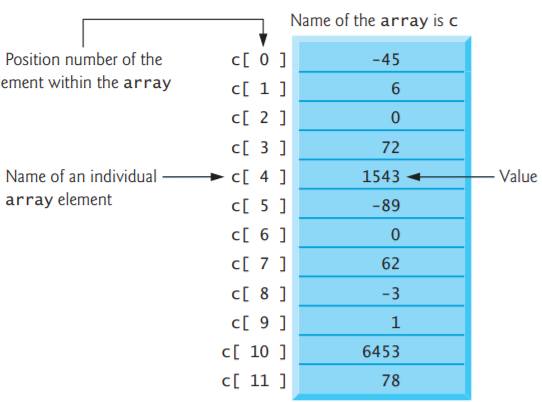 Name of the array is c
Position number of the
ement within the array
c[ 0 ] -45
c[ 1 ] 6
c[ 2 ] 0
c[ 3 ] 72
Name of an individual
array element
c[ 4 ] 1543
Value
c[ 5 ] -89
c[ 6 ] 0
c[ 7 ] 62
c[ 8 ] -3
c[ 9 ] 1
c[ 10 ] 6453
c[ 11 ] 78